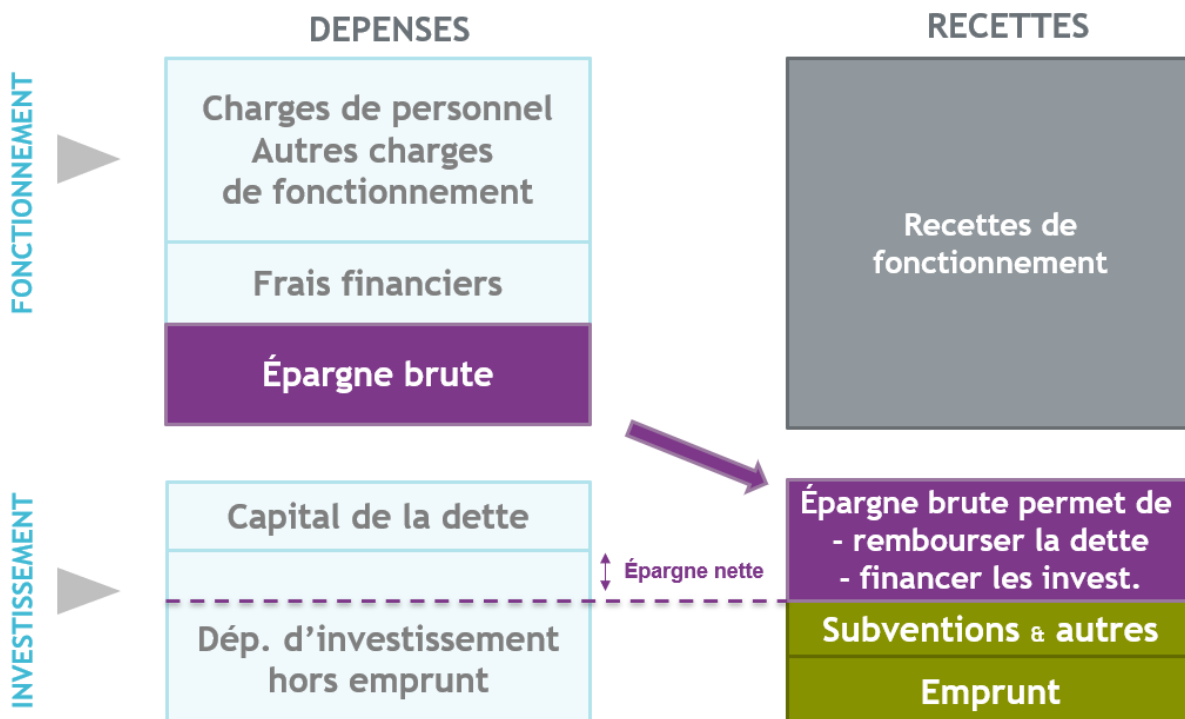 DEPENSES
RECETTES
FONCTIONNEMENT
Charges de personnel
Autres charges
de fonctionnement
Frais financiers
Épargne brute
Recettes de
fonctionnement
INVESTISSEMENT
Capital de la dette
Épargne nette
Dép. d’investissement
hors emprunt
Épargne brute permet de
- rembourser la dette
- financer les invest.
Subventions & autres
Emprunt